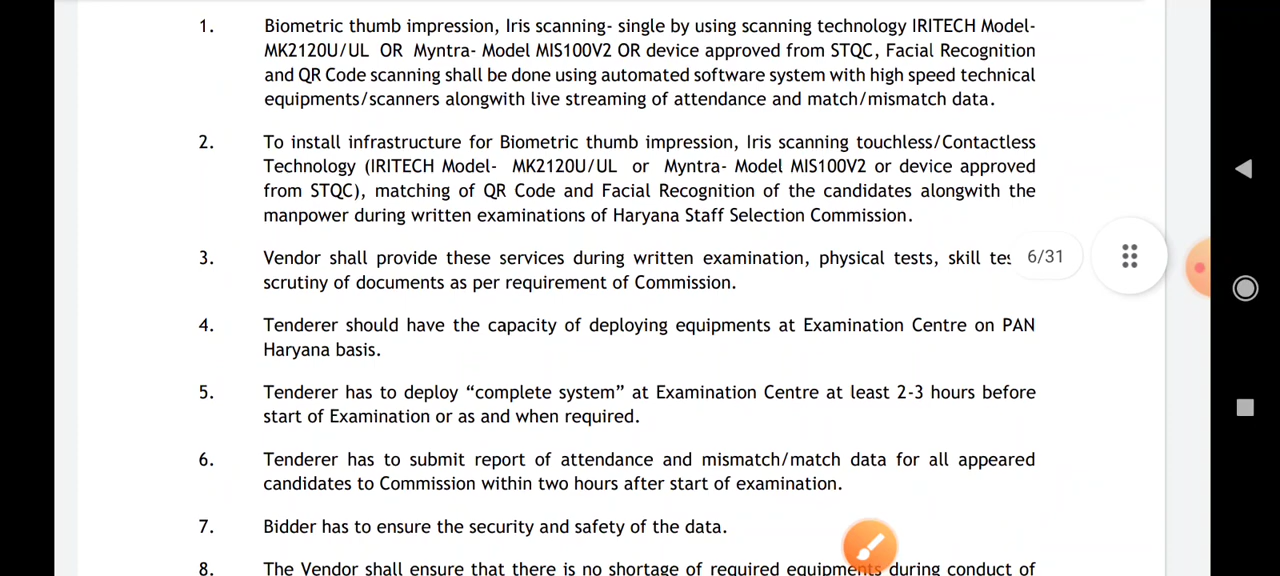 1. Biometric thumb impression, Iris scanning- single by using scanning technology IRITECH Model-
MK2120U/UL OR Myntra- Model MIS100V2 OR device approved from STQC, Facial Recognition
and QR Code scanning shall be done using automated software system with high speed technical
equipments/scanners alongwith live streaming of attendance and match/mismatch data.
2. To install infrastructure for Biometric thumb impression, Iris scanning touchless/Contactless
Technology (IRITECH Model- MK2120U/UL or Myntra- Model MIS100V2 or device approved
from STQC), matching of QR Code and Facial Recognition of the candidates alongwith the
manpower during written examinations of Haryana Staff Selection Commission.
3. Vendor shall provide these services during written examination, physical tests, skill
scrutiny of documents as per requirement of Commission.
6/31
4. Tenderer should have the capacity of deploying equipments at Examination Centre on PAN
Haryana basis.
5. Tenderer has to deploy “complete system” at Examination Centre at least 2-3 hours before
start of Examination or as and when required.
6. Tenderer has to submit report of attendance and mismatch/match data for all appeared
candidates to Commission within two hours after start of examination.
7. Bidder has to ensure the security and safety of the data.
8. The Vendor shall ensure that there is no shortage of required equipments during conduct of